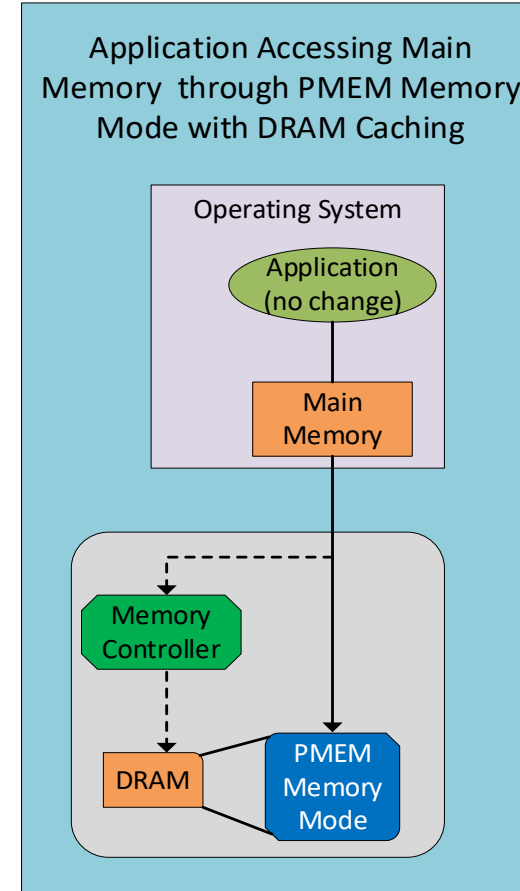 Application Accessing Main
Memory through PMEM Memory
Mode with DRAM Caching
Operating System
Application
(no change)
Main
Memory
Memory
Controller
DRAM
PMEM
Memory
Mode